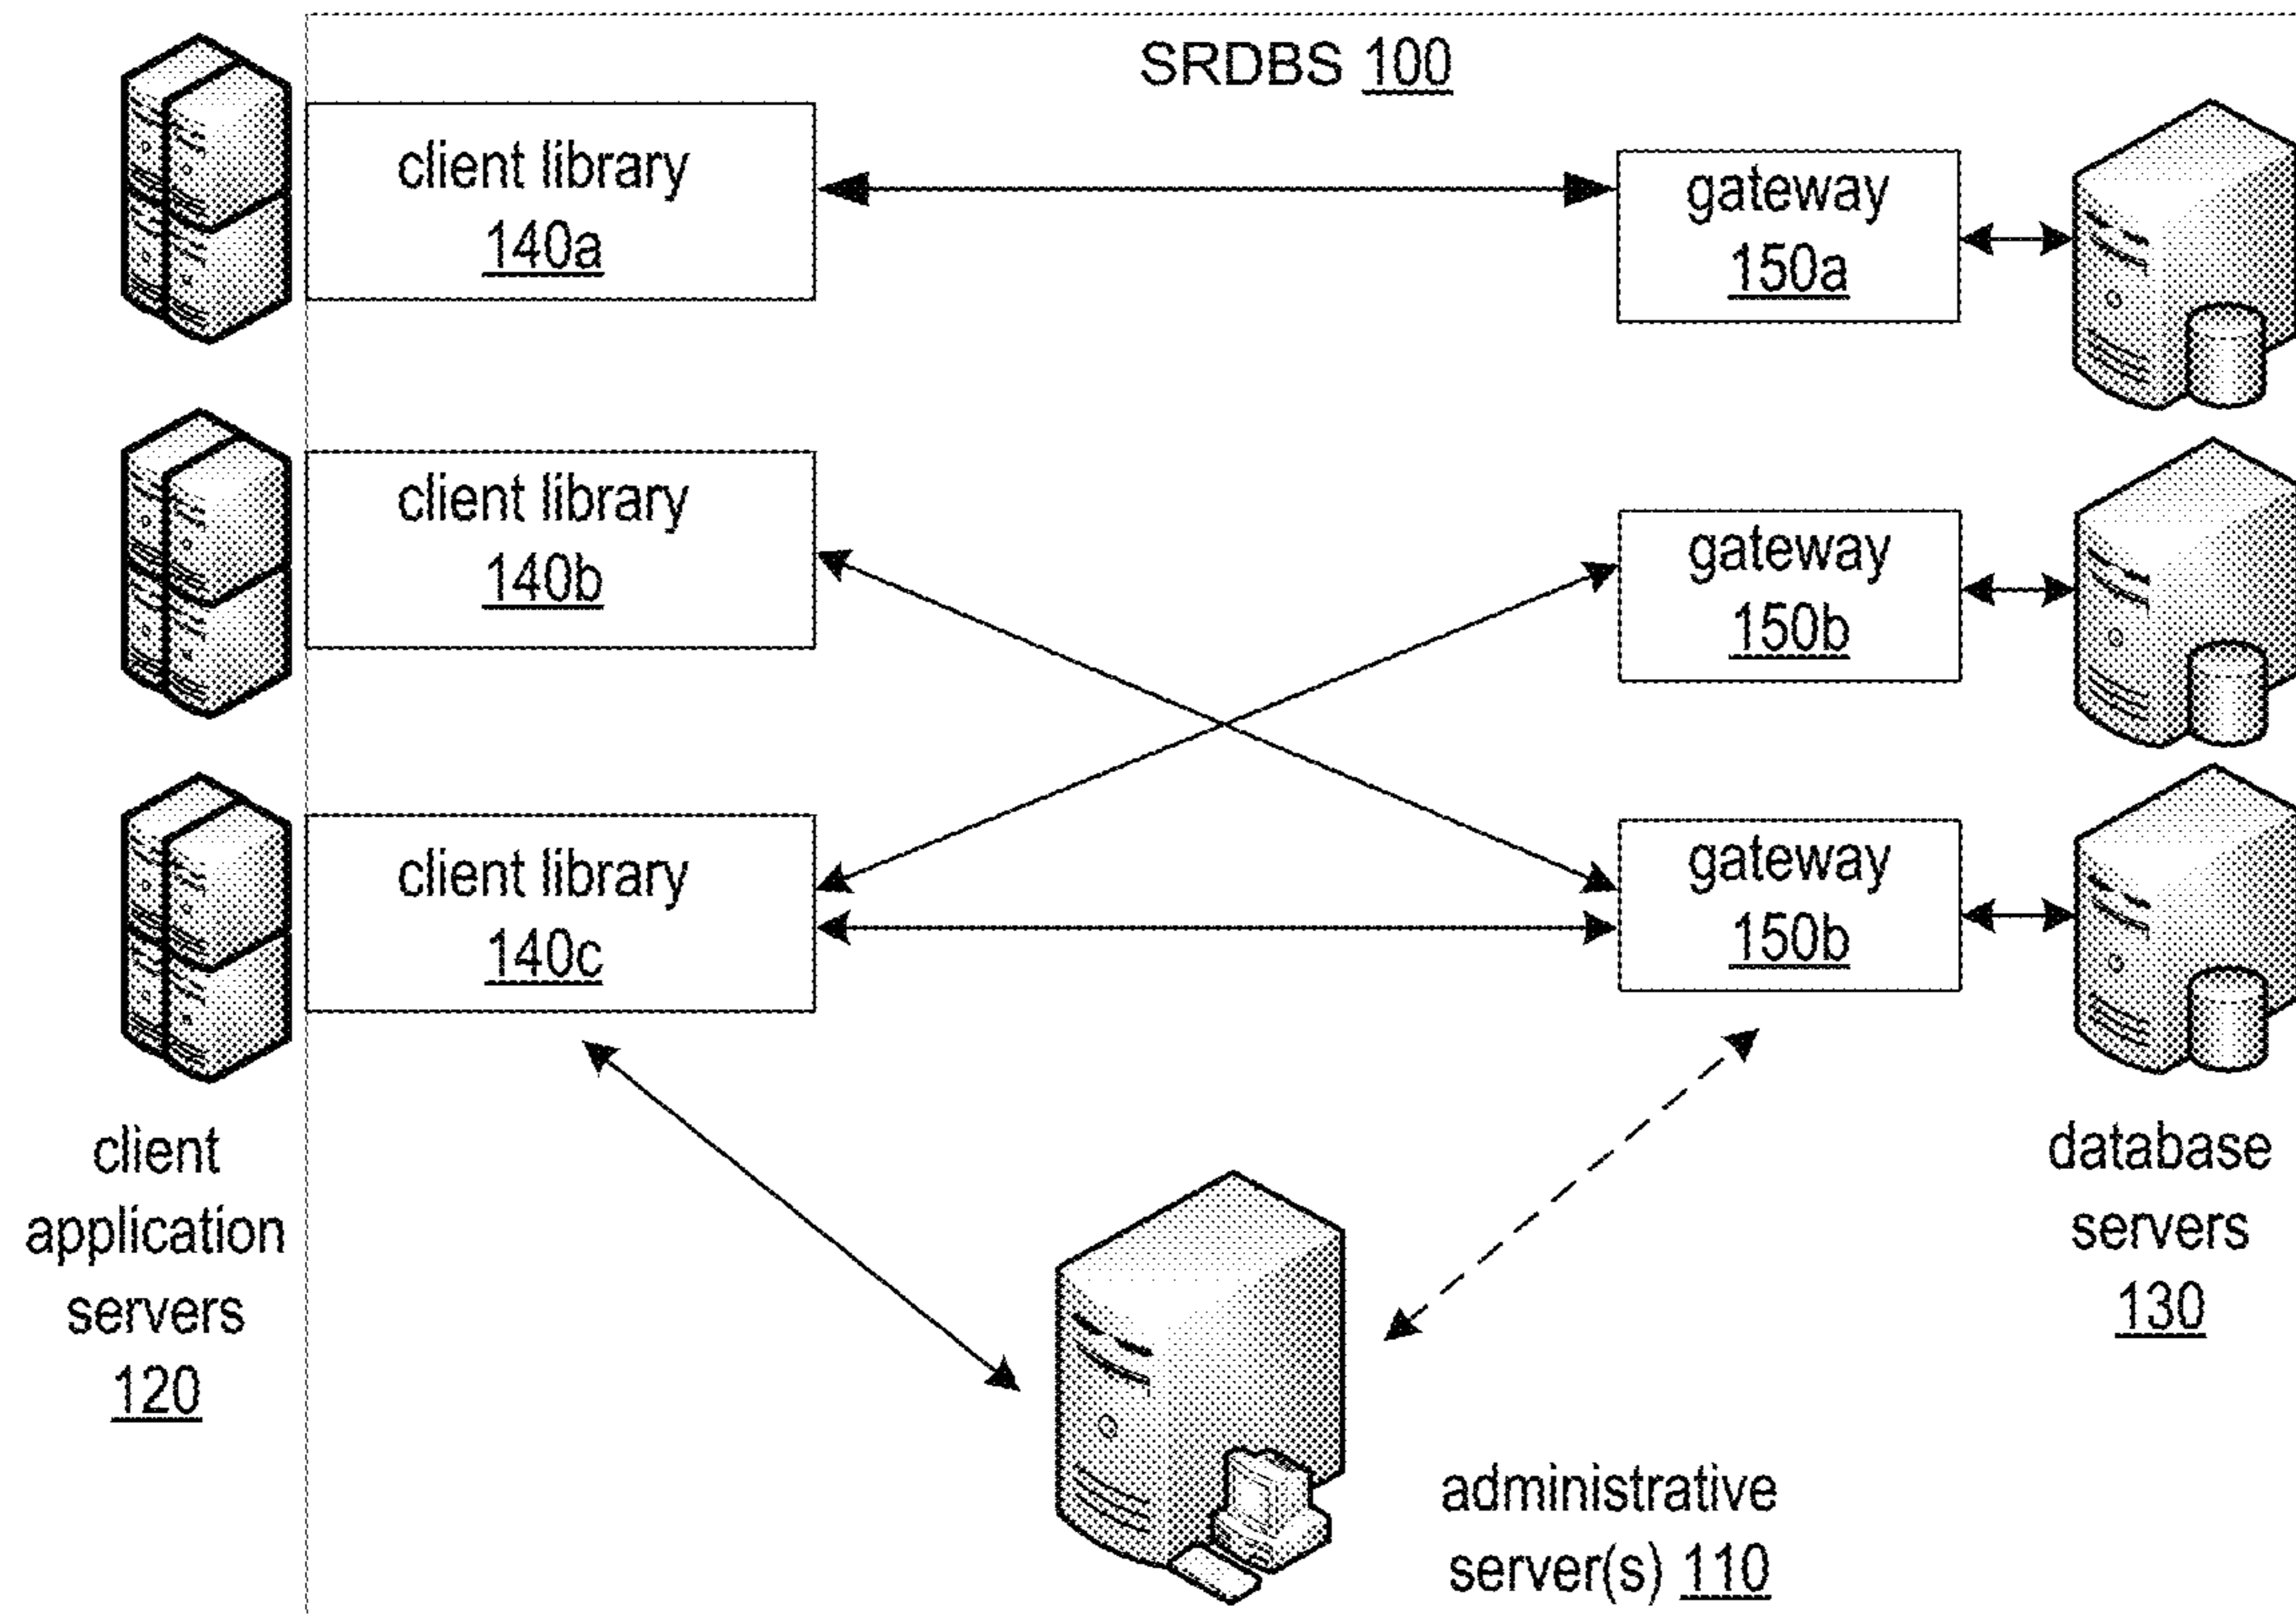 SRDBS 100
client library
140a
gateway
150a
client library
140b
gateway
150b
client library
140c
gateway
150b
client
application
servers
120
database
servers
130
administrative
server(s) 110